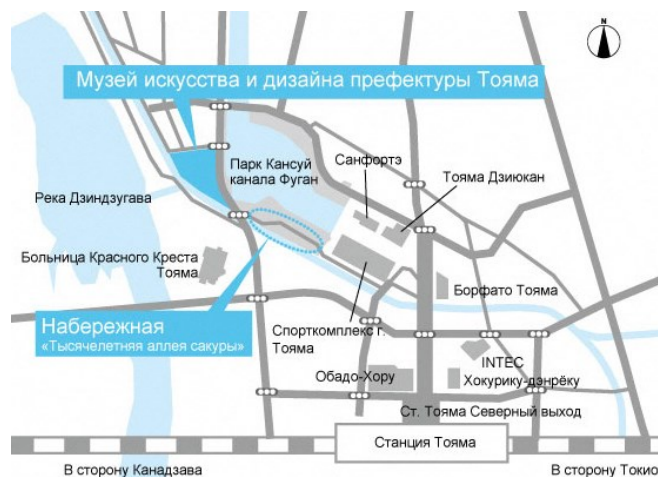 N
Музей искусства и дизайна префектуры Тояма
Санфортэ
Парк Кансуй
канала Фуган
Тояма Дзиюкан
Река Дзиндзугава
Больница Красного Креста
Тояма
Борфато Тояма
Набережная
«Тысячелетняя аллея сакуры»
Спорткомплекс г.
Тояма
INTEC
Обадо-Хору
Хокурику-дэнрёку
Ст. Тояма Северный выход
Станция Тояма
В сторону Канадзава
В сторону Токио